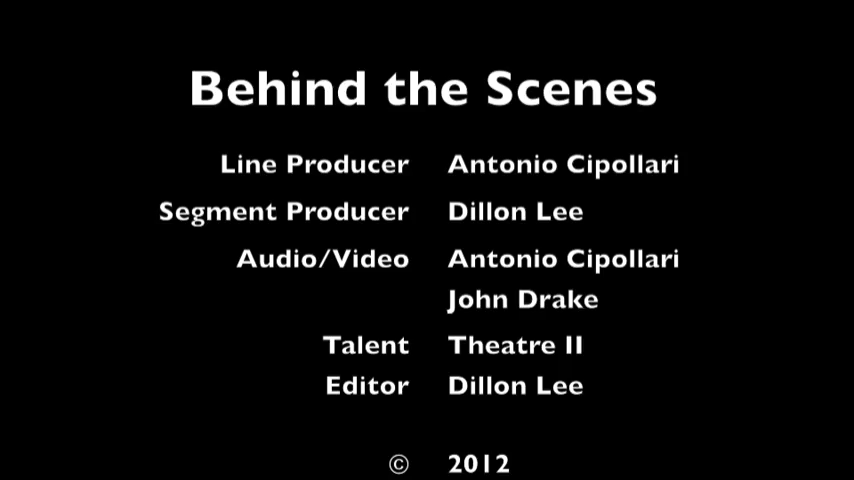 Behind the Scenes
Line Producer Antonio Cipollari
Segment Producer Dillon Lee
Audio/Video Antonio Cipollari
John Drake
Talent Theatre II
Editor Dillon Lee
© 2012